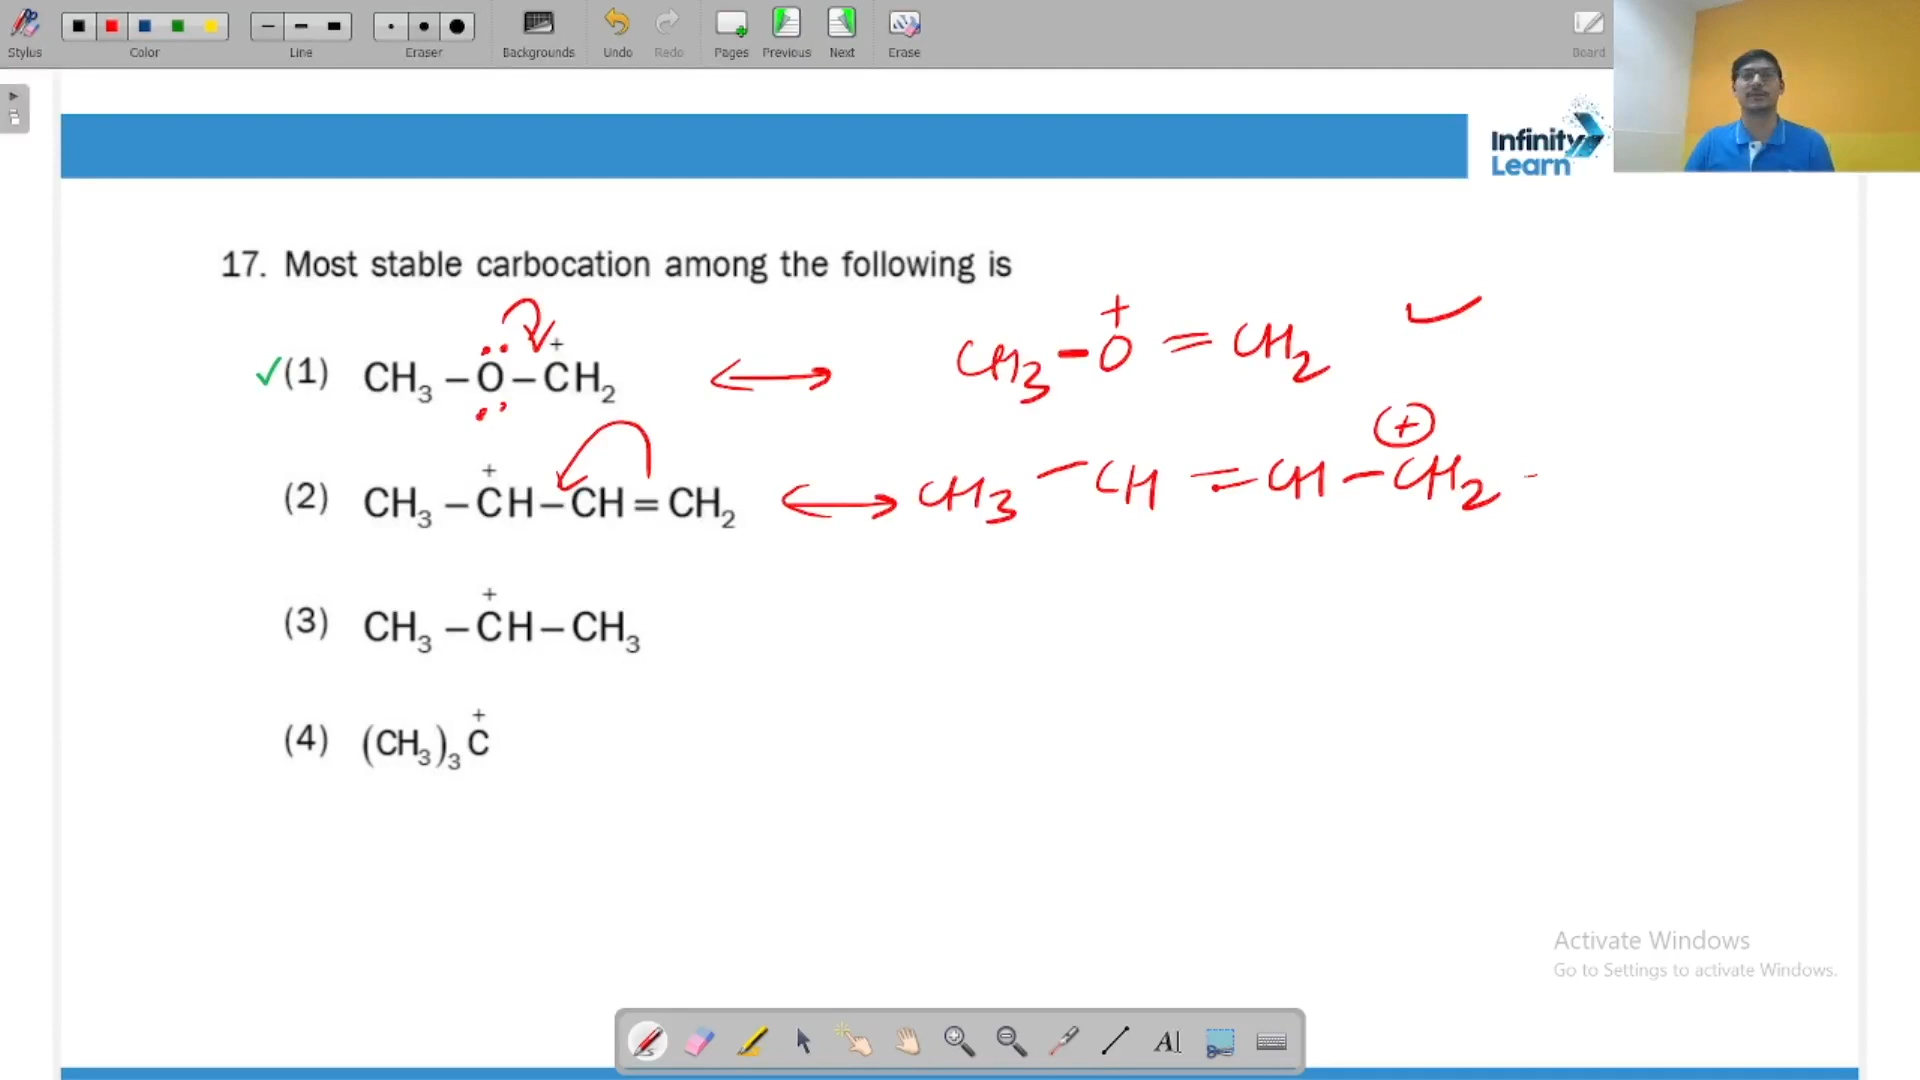 Stylus Color Line Eraser Backgrounds Undo Redo Pages Previous Next Erase Board
Infinity
Learn
17. Most stable carbocation among the following is
✓(1) CH₃ – Ö – C⁺H₂ ⟷ CH₃ – O⁺ = CH₂ ✓
(2) CH₃ – C⁺H – CH = CH₂ ⟷ CH₃ – CH = CH – C⊕H₂
(3) CH₃ – C⁺H – CH₃
(4) (CH₃)₃ C⁺
Activate Windows
Go to Settings to activate Windows.
AI